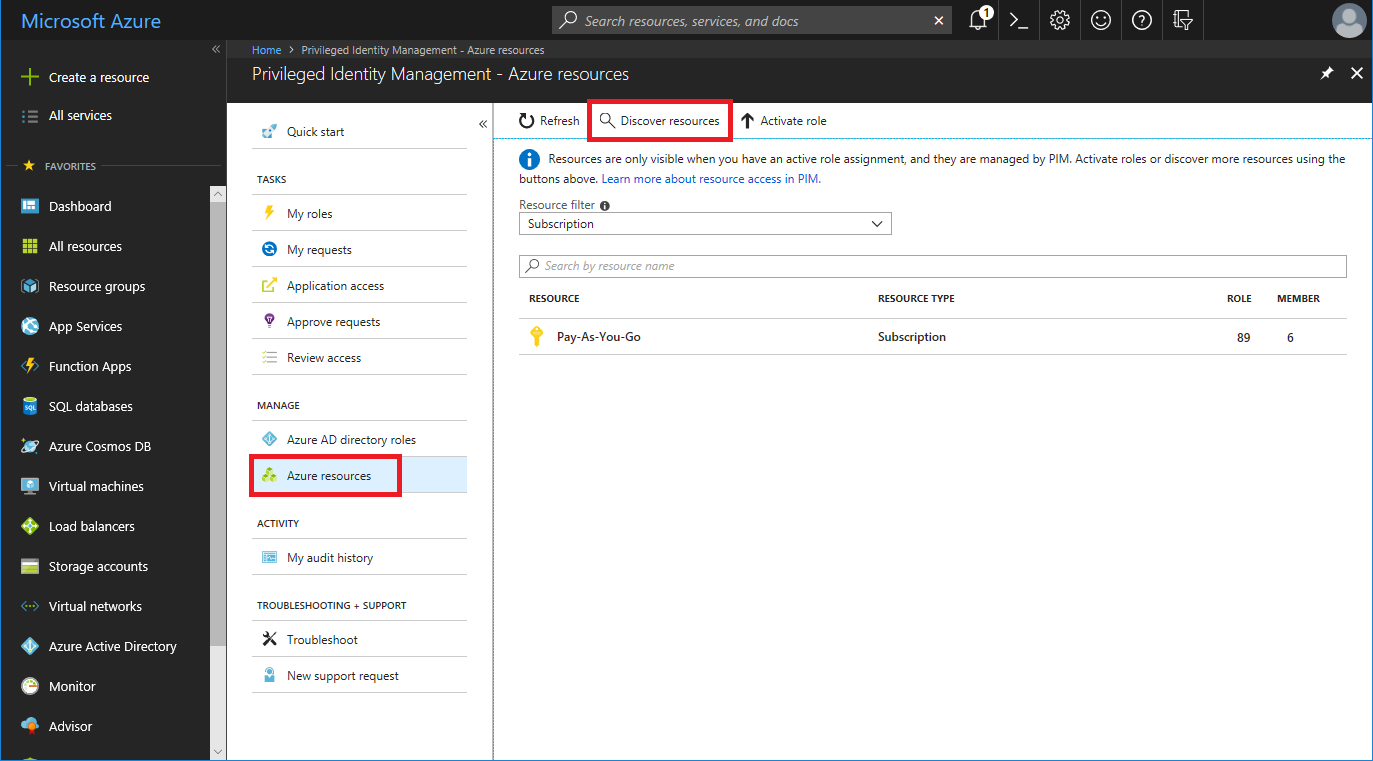 Microsoft Azure
Search resources, services, and docs
1
Home > Privileged Identity Management - Azure resources
Privileged Identity Management - Azure resources
Create a resource
All services
FAVORITES
Dashboard
All resources
Resource groups
App Services
Function Apps
SQL
SQL databases
Azure Cosmos DB
Virtual machines
Load balancers
Storage accounts
Virtual networks
Azure Active Directory
Monitor
Advisor
Quick start
TASKS
My roles
My requests
Application access
Approve requests
Review access
MANAGE
Azure AD directory roles
Azure resources
ACTIVITY
My audit history
TROUBLESHOOTING + SUPPORT
Troubleshoot
New support request
Refresh Discover resources Activate role
Resources are only visible when you have an active role assignment, and they are managed by PIM. Activate roles or discover more resources using the
buttons above. Learn more about resource access in PIM.
Resource filter
Subscription
Search by resource name
RESOURCE RESOURCE TYPE ROLE MEMBER
Pay-As-You-Go Subscription 89 6